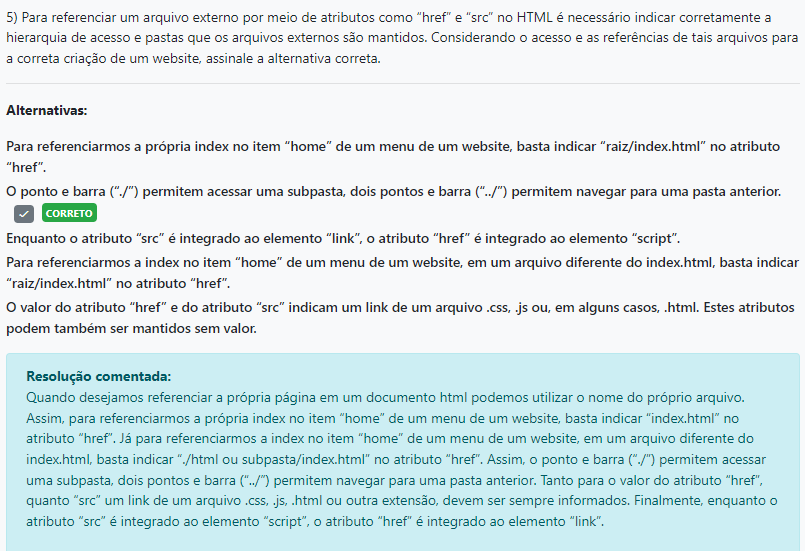 5) Para referenciar um arquivo externo por meio de atributos como “href” e “src” no HTML é necessário indicar corretamente a
hierarquia de acesso e pastas que os arquivos externos são mantidos. Considerando o acesso e as referências de tais arquivos para
a correta criação de um website, assinale a alternativa correta.
Alternativas:
Para referenciarmos a própria index no item “home” de um menu de um website, basta indicar “raiz/index.html” no atributo
“href”.
O ponto e barra (“./”) permitem acessar uma subpasta, dois pontos e barra (“../”) permitem navegar para uma pasta anterior.
CORRETO
Enquanto o atributo “src” é integrado ao elemento “link”, o atributo “href” é integrado ao elemento “script”.
Para referenciarmos a index no item “home” de um menu de um website, em um arquivo diferente do index.html, basta indicar
“raiz/index.html” no atributo “href”.
O valor do atributo “href” e do atributo “src” indicam um link de um arquivo .css, .js ou, em alguns casos, .html. Estes atributos
podem também ser mantidos sem valor.
Resolução comentada:
Quando desejamos referenciar a própria página em um documento html podemos utilizar o nome do próprio arquivo.
Assim, para referenciarmos a própria index no item “home” de um menu de um website, basta indicar “index.html” no
atributo “href”. Já para referenciarmos a index no item “home” de um menu de um website, em um arquivo diferente do
index.html, basta indicar “./html ou subpasta/index.html” no atributo “href”. Assim, o ponto e barra (“./”) permitem acessar
uma subpasta, dois pontos e barra (“../”) permitem navegar para uma pasta anterior. Tanto para o valor do atributo “href”,
quanto “src” um link de um arquivo .css, .js, .html ou outra extensão, devem ser sempre informados. Finalmente, enquanto o
atributo “src” é integrado ao elemento “script”, o atributo “href” é integrado ao elemento “link”.